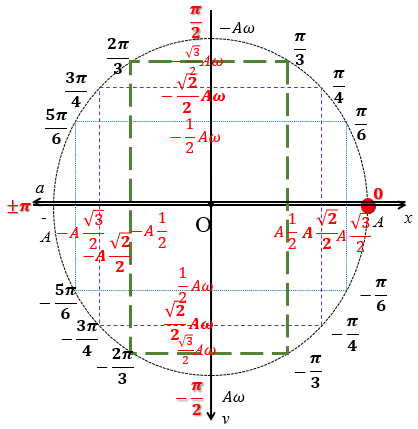 π/2 −Aω
2π/3 √3/2 Aω π/3
3π/4 −√2/2 Aω π/4
5π/6 −1/2 Aω π/6
a 0
±π O x
- A −A √3/2 −A √2/2 −A 1/2 A 1/2 A √2/2 A √3/2 A
−5π/6 1/2 Aω −π/6
−3π/4 √2/2 Aω −π/4
−2π/3 √3/2 Aω −π/3
−π/2 Aω
v